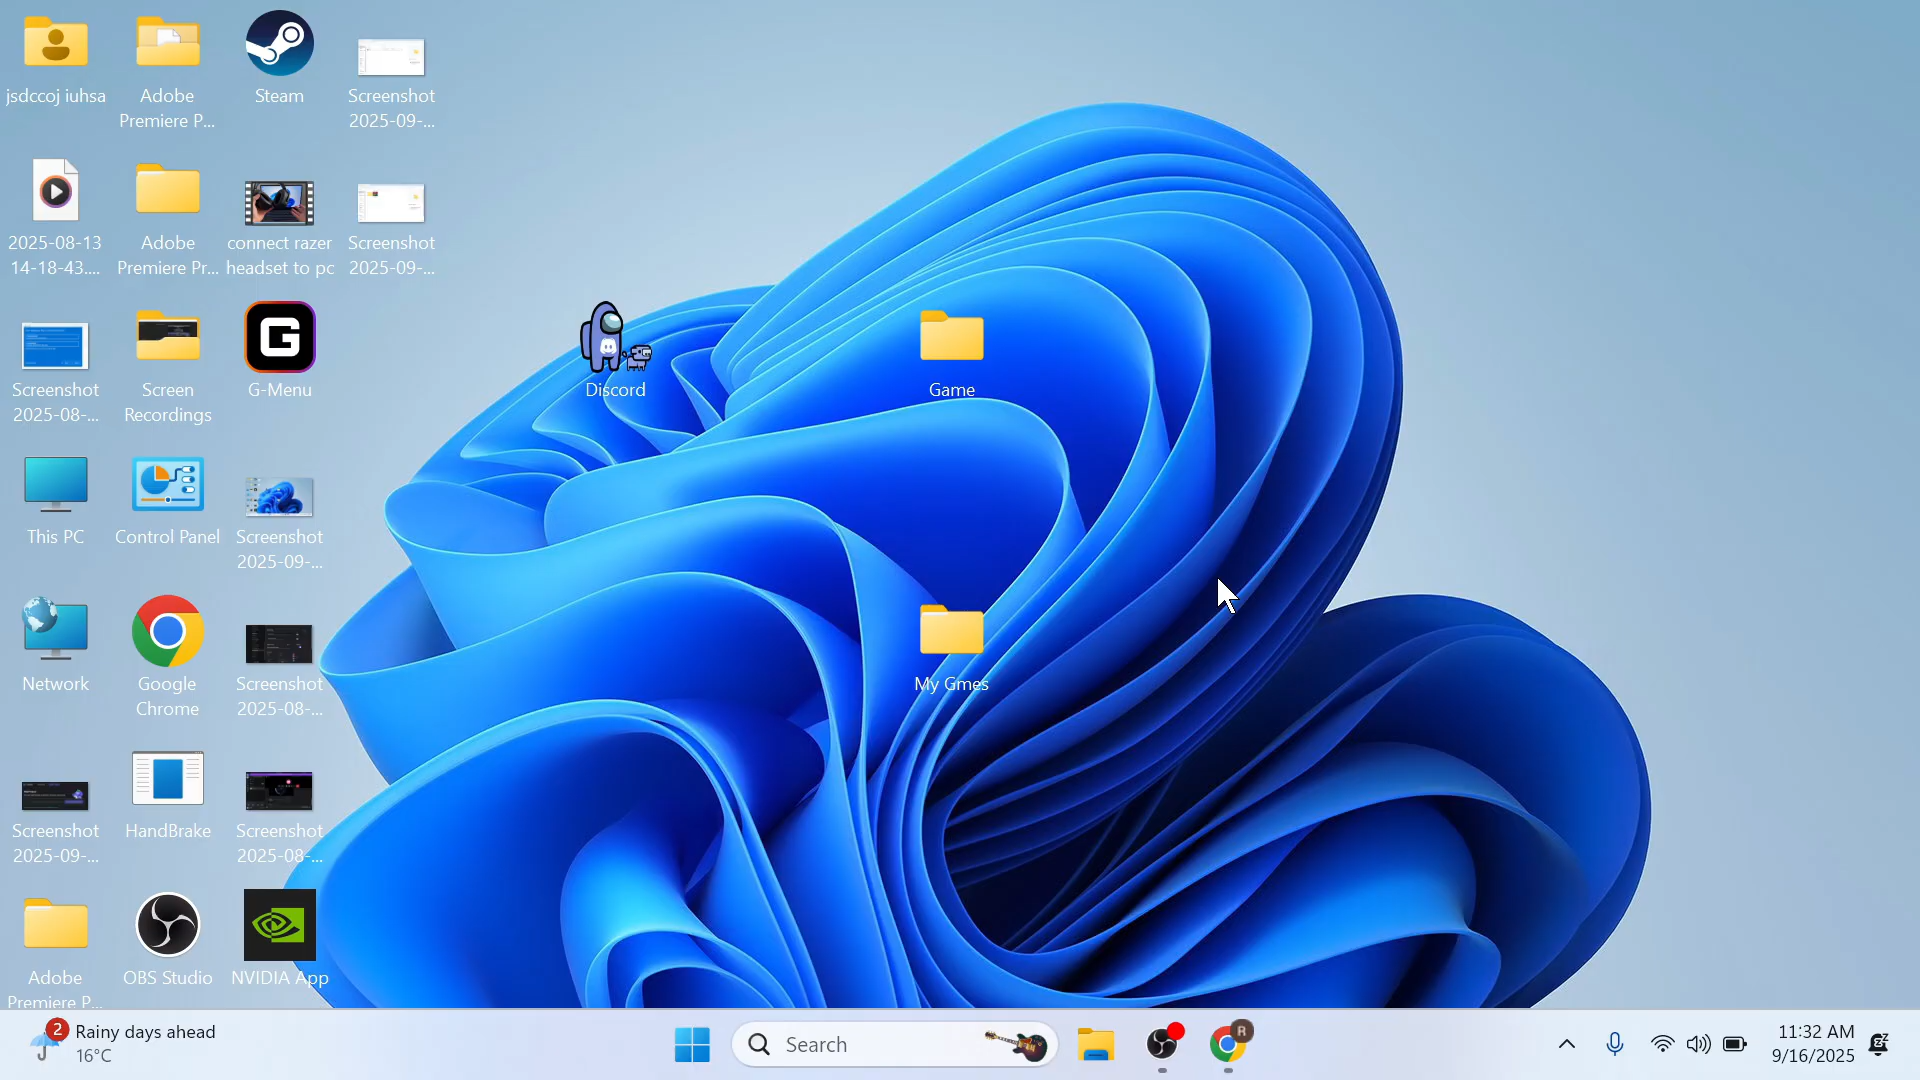 jsdccoj iuhsa
Adobe
Premiere P...
Steam
Screenshot
2025-09-...
2025-08-13
14-18-43....
Adobe
Premiere Pr...
connect razer
headset to pc
Screenshot
2025-09-...
Screenshot
2025-08-...
Screen
Recordings
G-Menu
Discord
Game
This PC
Control Panel
Screenshot
2025-09-...
Network
Google
Chrome
Screenshot
2025-08-...
My Gmes
Screenshot
2025-09-...
HandBrake
Screenshot
2025-08-...
Adobe
Premiere P...
OBS Studio
NVIDIA App
2
Rainy days ahead
16°C
Search
R
11:32 AM
9/16/2025